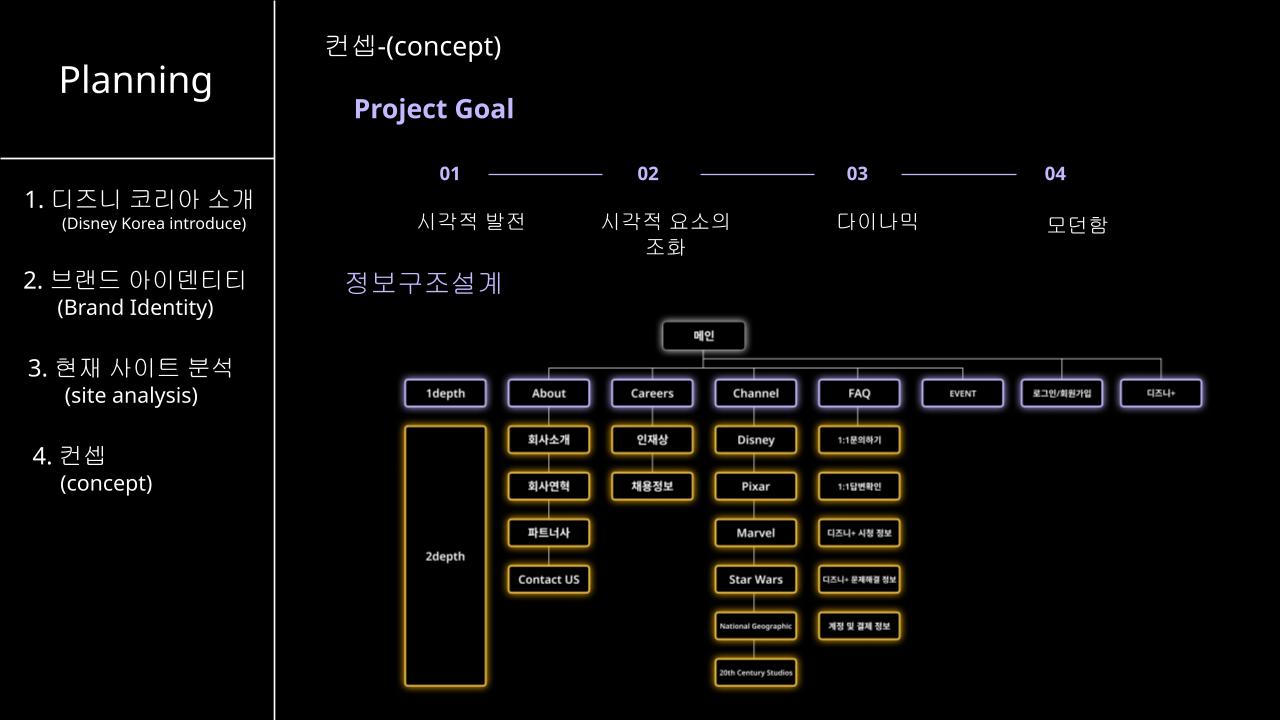 Planning
1. 디즈니 코리아 소개
(Disney Korea introduce)
2. 브랜드 아이덴티티
(Brand Identity)
3. 현재 사이트 분석
(site analysis)
4. 컨셉
(concept)
컨셉-(concept)
Project Goal
01 02 03 04
시각적 발전
시각적 요소의
조화
다이나믹
모던함
정보구조설계
메인
1depth About Careers Channel FAQ EVENT 로그인/회원가입 디즈니+
2depth
회사소개
회사연혁
파트너사
Contact US
인재상
채용정보
Disney
Pixar
Marvel
Star Wars
National Geographic
20th Century Studios
1:1문의하기
1:1답변확인
디즈니+ 시청 정보
디즈니+ 문제해결 정보
계정 및 결제 정보